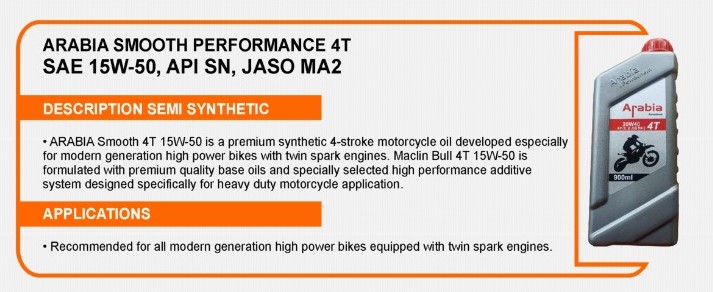 ARABIA SMOOTH PERFORMANCE 4T
SAE 15W-50, API SN, JASO MA2
DESCRIPTION SEMI SYNTHETIC
• ARABIA Smooth 4T 15W-50 is a premium synthetic 4-stroke motorcycle oil developed especially
for modern generation high power bikes with twin spark engines. Maclin Bull 4T 15W-50 is
formulated with premium quality base oils and specially selected high performance additive
system designed specifically for heavy duty motorcycle application.
APPLICATIONS
• Recommended for all modern generation high power bikes equipped with twin spark engines.
Arabia
Arabia
20W40
4T
900ml